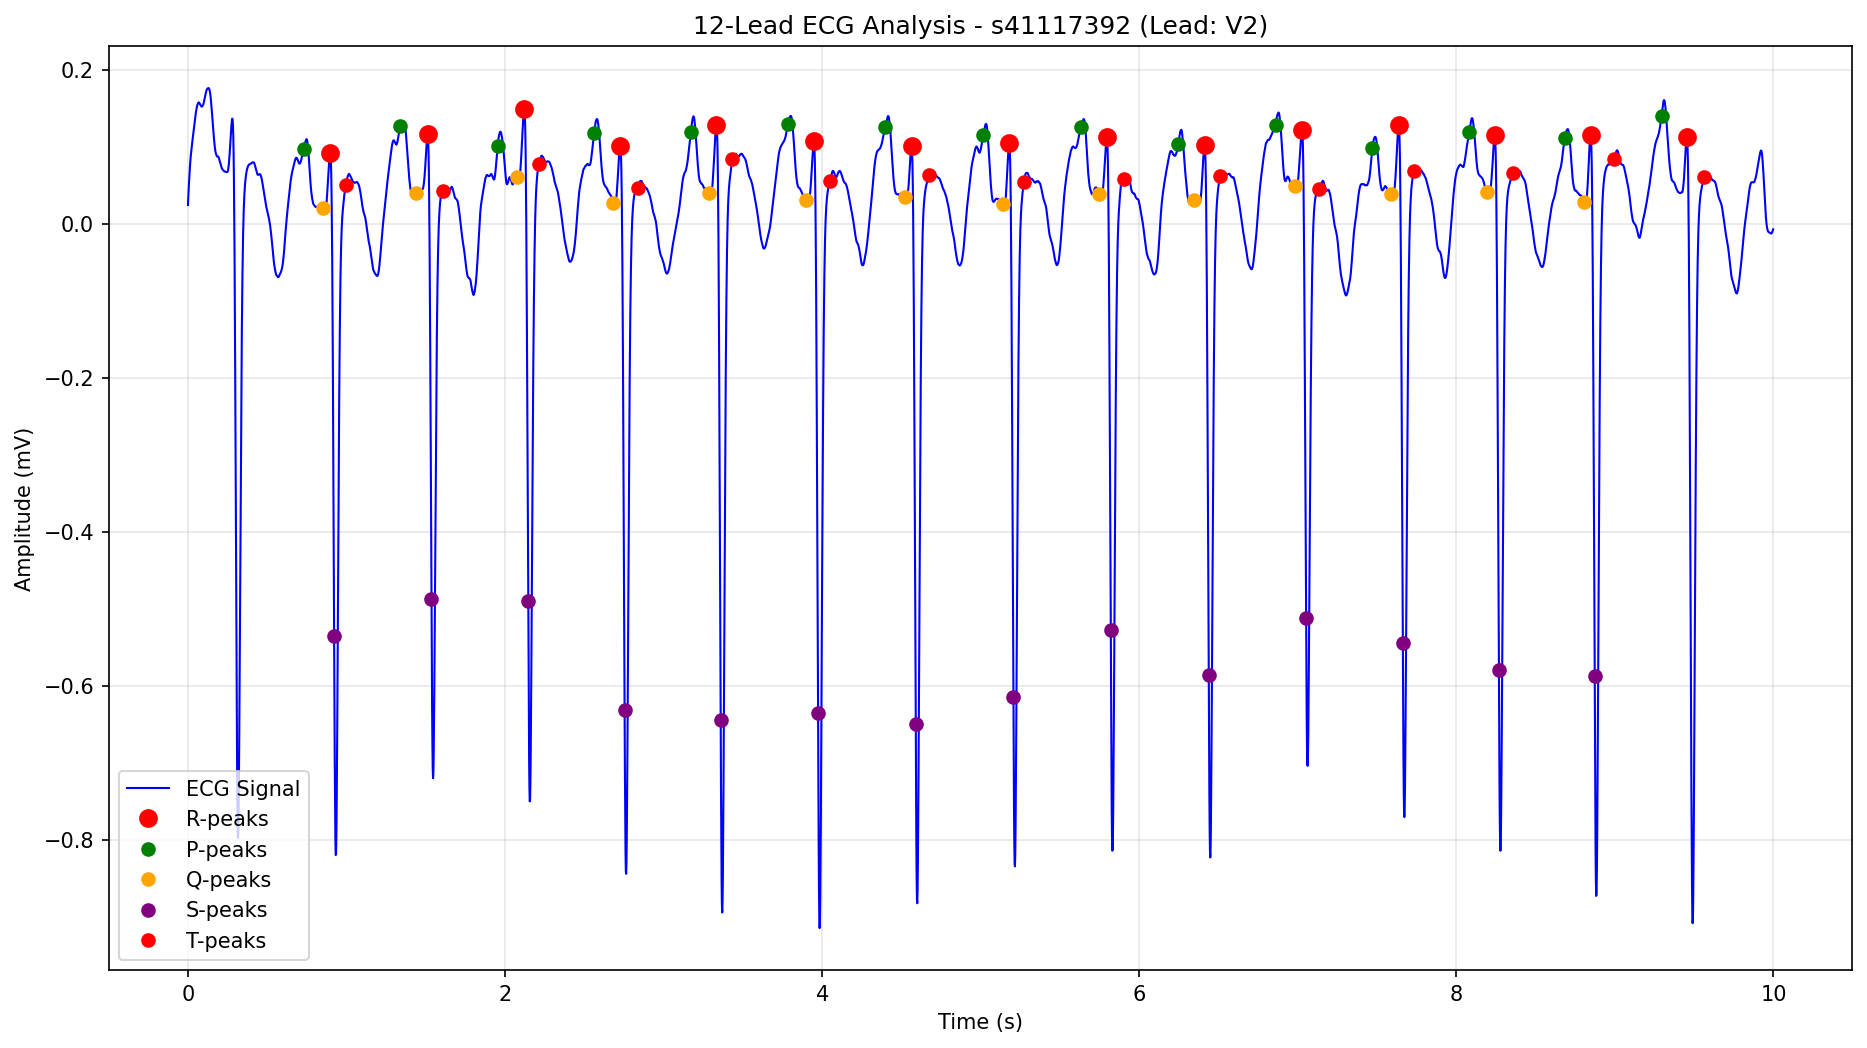 12-Lead ECG Analysis - s41117392 (Lead: V2)
Amplitude (mV)
0.2
0.0
−0.2
−0.4
−0.6
−0.8
ECG Signal
R-peaks
P-peaks
Q-peaks
S-peaks
T-peaks
0 2 4 6 8 10
Time (s)